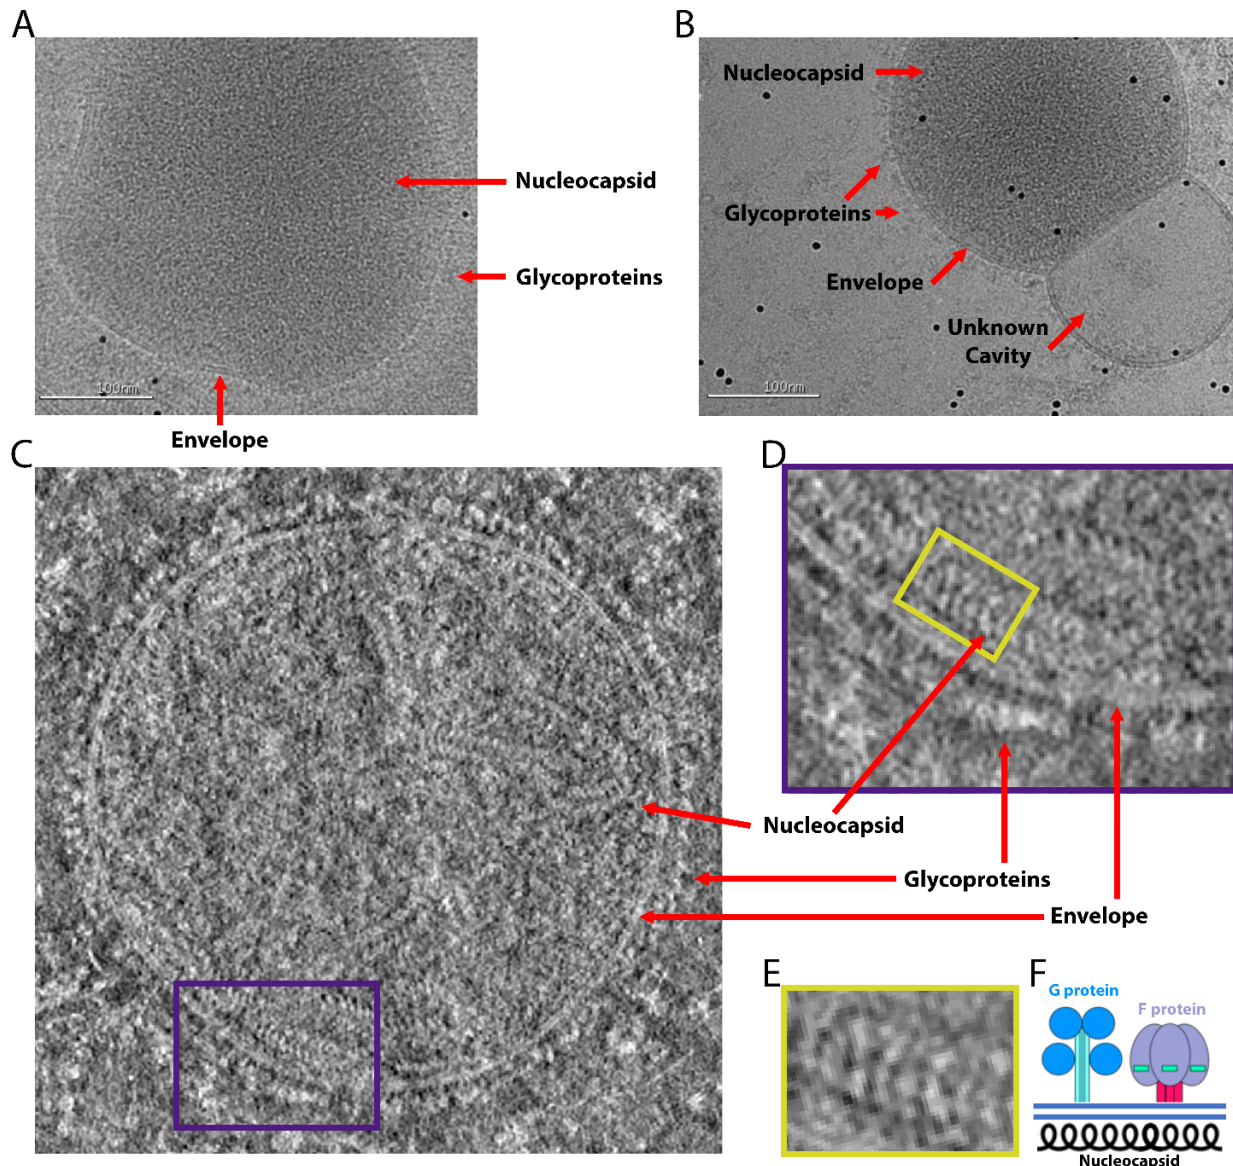 A
Nucleocapsid
Glycoproteins
100nm
Envelope
B
Nucleocapsid
Glycoproteins
Envelope
Unknown
Cavity
100nm
C
D
Nucleocapsid
Glycoproteins
Envelope
E
F
G protein
F protein
Nucleocapsid